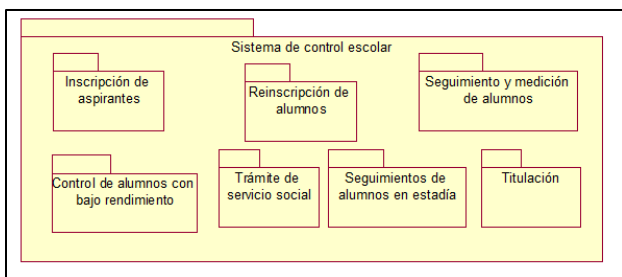 Sistema de control escolar
Inscripción de
aspirantes
Reinscripción de
alumnos
Seguimiento y medición
de alumnos
Control de alumnos con
bajo rendimiento
Trámite de
servicio social
Seguimientos de
alumnos en estadía
Titulación